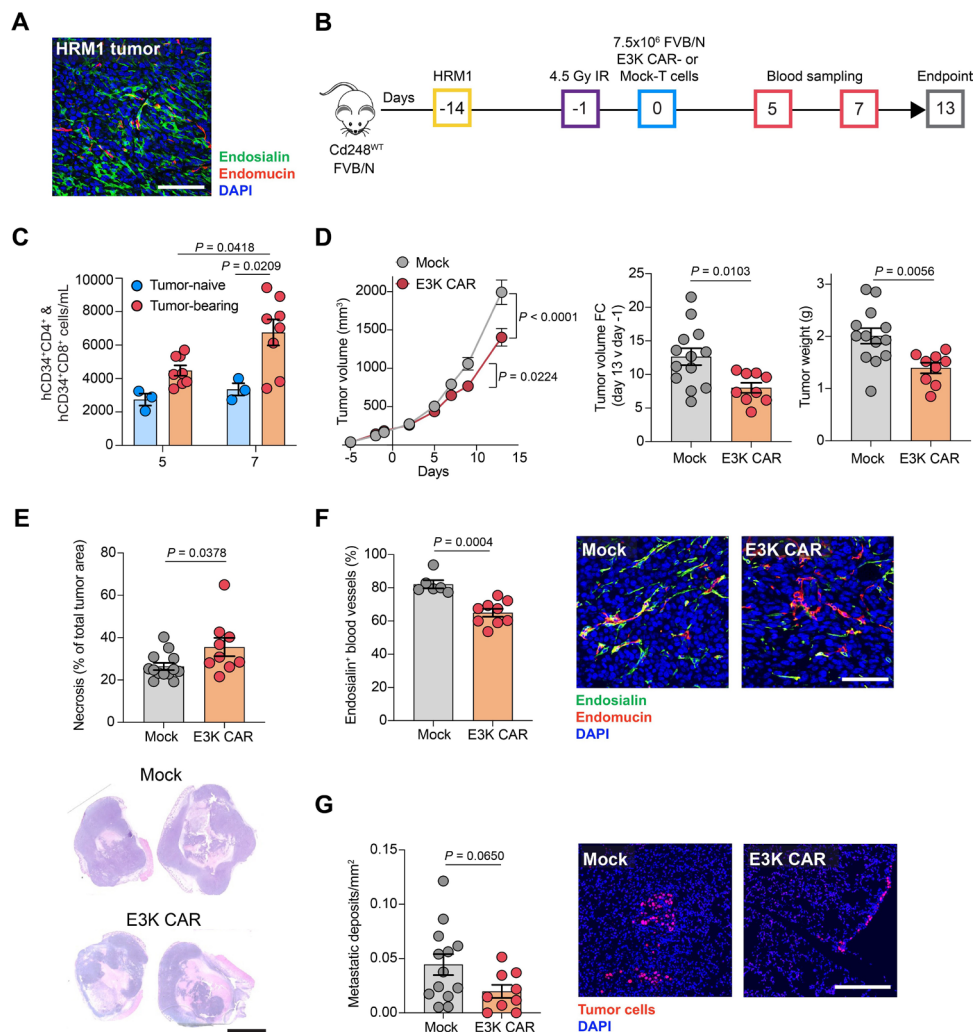 A
HRM1 tumor
Endosialin
Endomucin
DAPI
B
Days
Cd248ᵂᵀ
FVB/N
HRM1
-14
4.5 Gy IR
-1
7.5x10⁶ FVB/N
E3K CAR- or
Mock-T cells
0
Blood sampling
5
7
Endpoint
13
C
hCD34⁺CD4⁺ &
hCD34⁺CD8⁺ cells/mL
10000
8000
6000
4000
2000
0
P = 0.0418
P = 0.0209
Tumor-naive
Tumor-bearing
5
7
D
Tumor volume (mm³)
2000
1500
1000
500
Mock
E3K CAR
P < 0.0001
P = 0.0224
-5
0
5
10
15
Days
Tumor volume FC
(day 13 v day -1)
25
20
15
10
5
0
P = 0.0103
Mock
E3K CAR
Tumor weight (g)
3
2
1
0
P = 0.0056
Mock
E3K CAR
E
Necrosis (% of total tumor area)
80
60
40
20
0
P = 0.0378
Mock
E3K CAR
Mock
E3K CAR
F
Endosialin⁺ blood vessels (%)
100
80
60
40
20
0
P = 0.0004
Mock
E3K CAR
Mock
E3K CAR
Endosialin
Endomucin
DAPI
G
Metastatic deposits/mm²
0.15
0.10
0.05
0.00
P = 0.0650
Mock
E3K CAR
Mock
E3K CAR
Tumor cells
DAPI